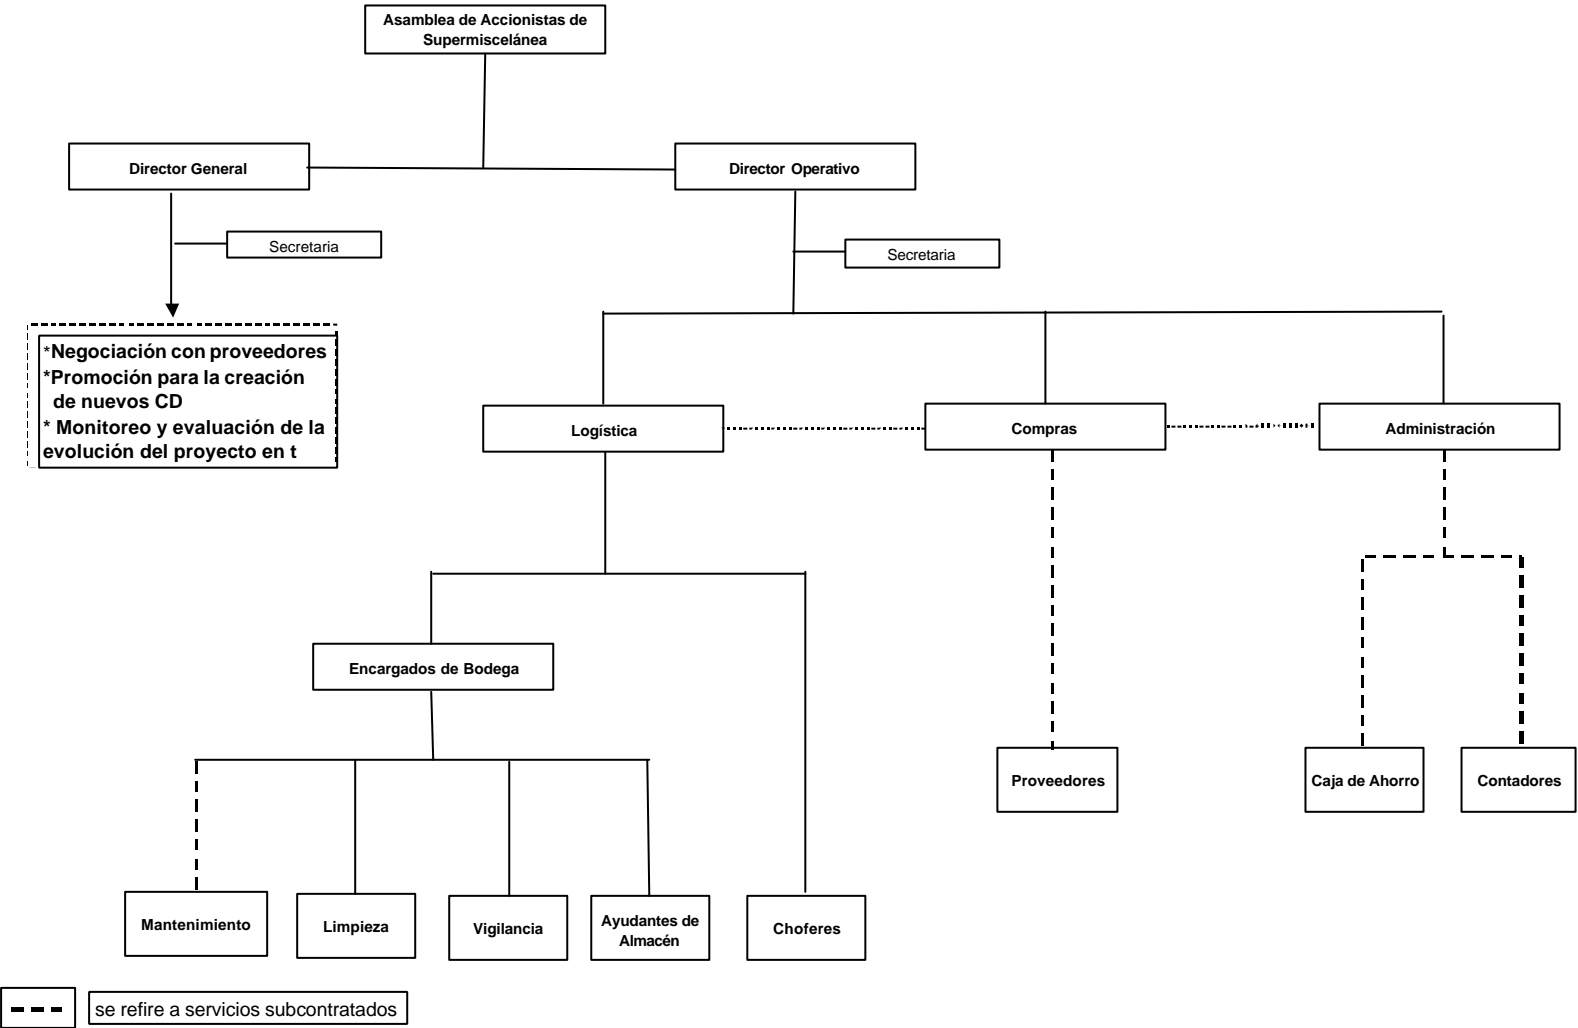 Asamblea de Accionistas de
Supermiscelánea
Director General
Director Operativo
Secretaria
Secretaria
*Negociación con proveedores
*Promoción para la creación
de nuevos CD
* Monitoreo y evaluación de la
evolución del proyecto en t
Logística
Compras
Administración
Encargados de Bodega
Proveedores
Caja de Ahorro
Contadores
Mantenimiento
Limpieza
Vigilancia
Ayudantes de
Almacén
Choferes
se refire a servicios subcontratados